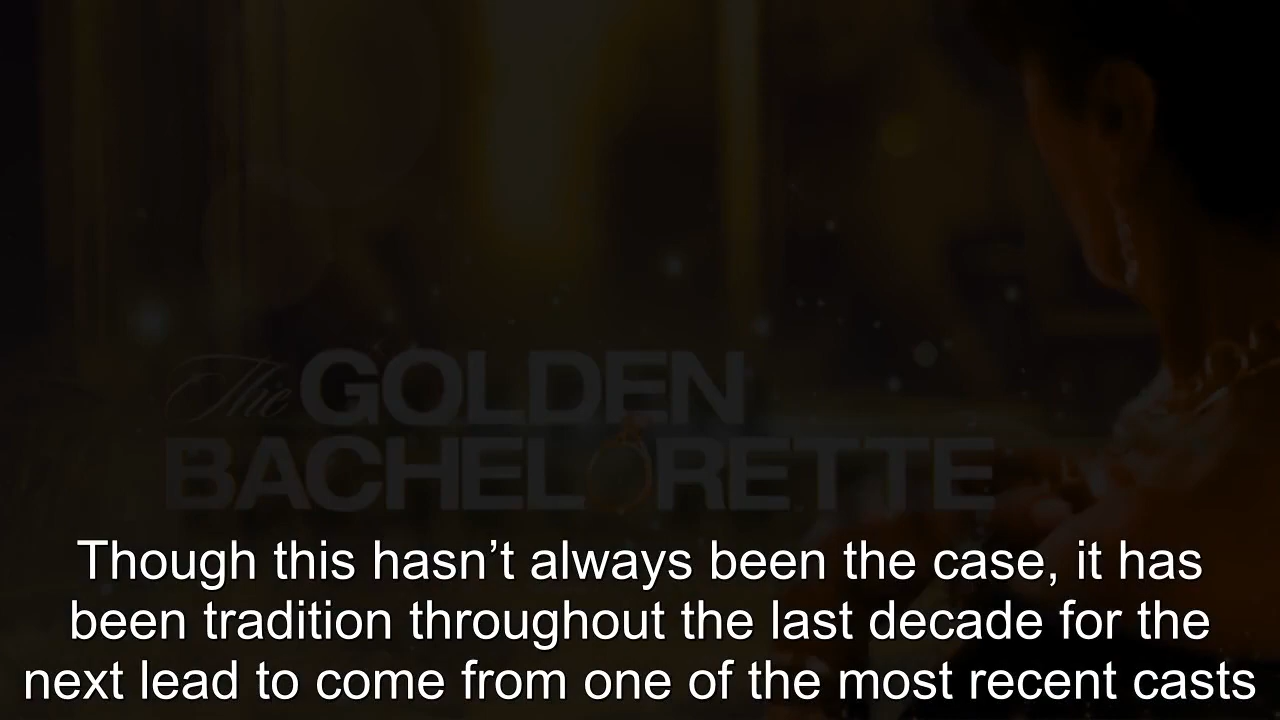 The GOLDEN
BACHELORETTE
Though this hasn’t always been the case, it has
been tradition throughout the last decade for the
next lead to come from one of the most recent casts